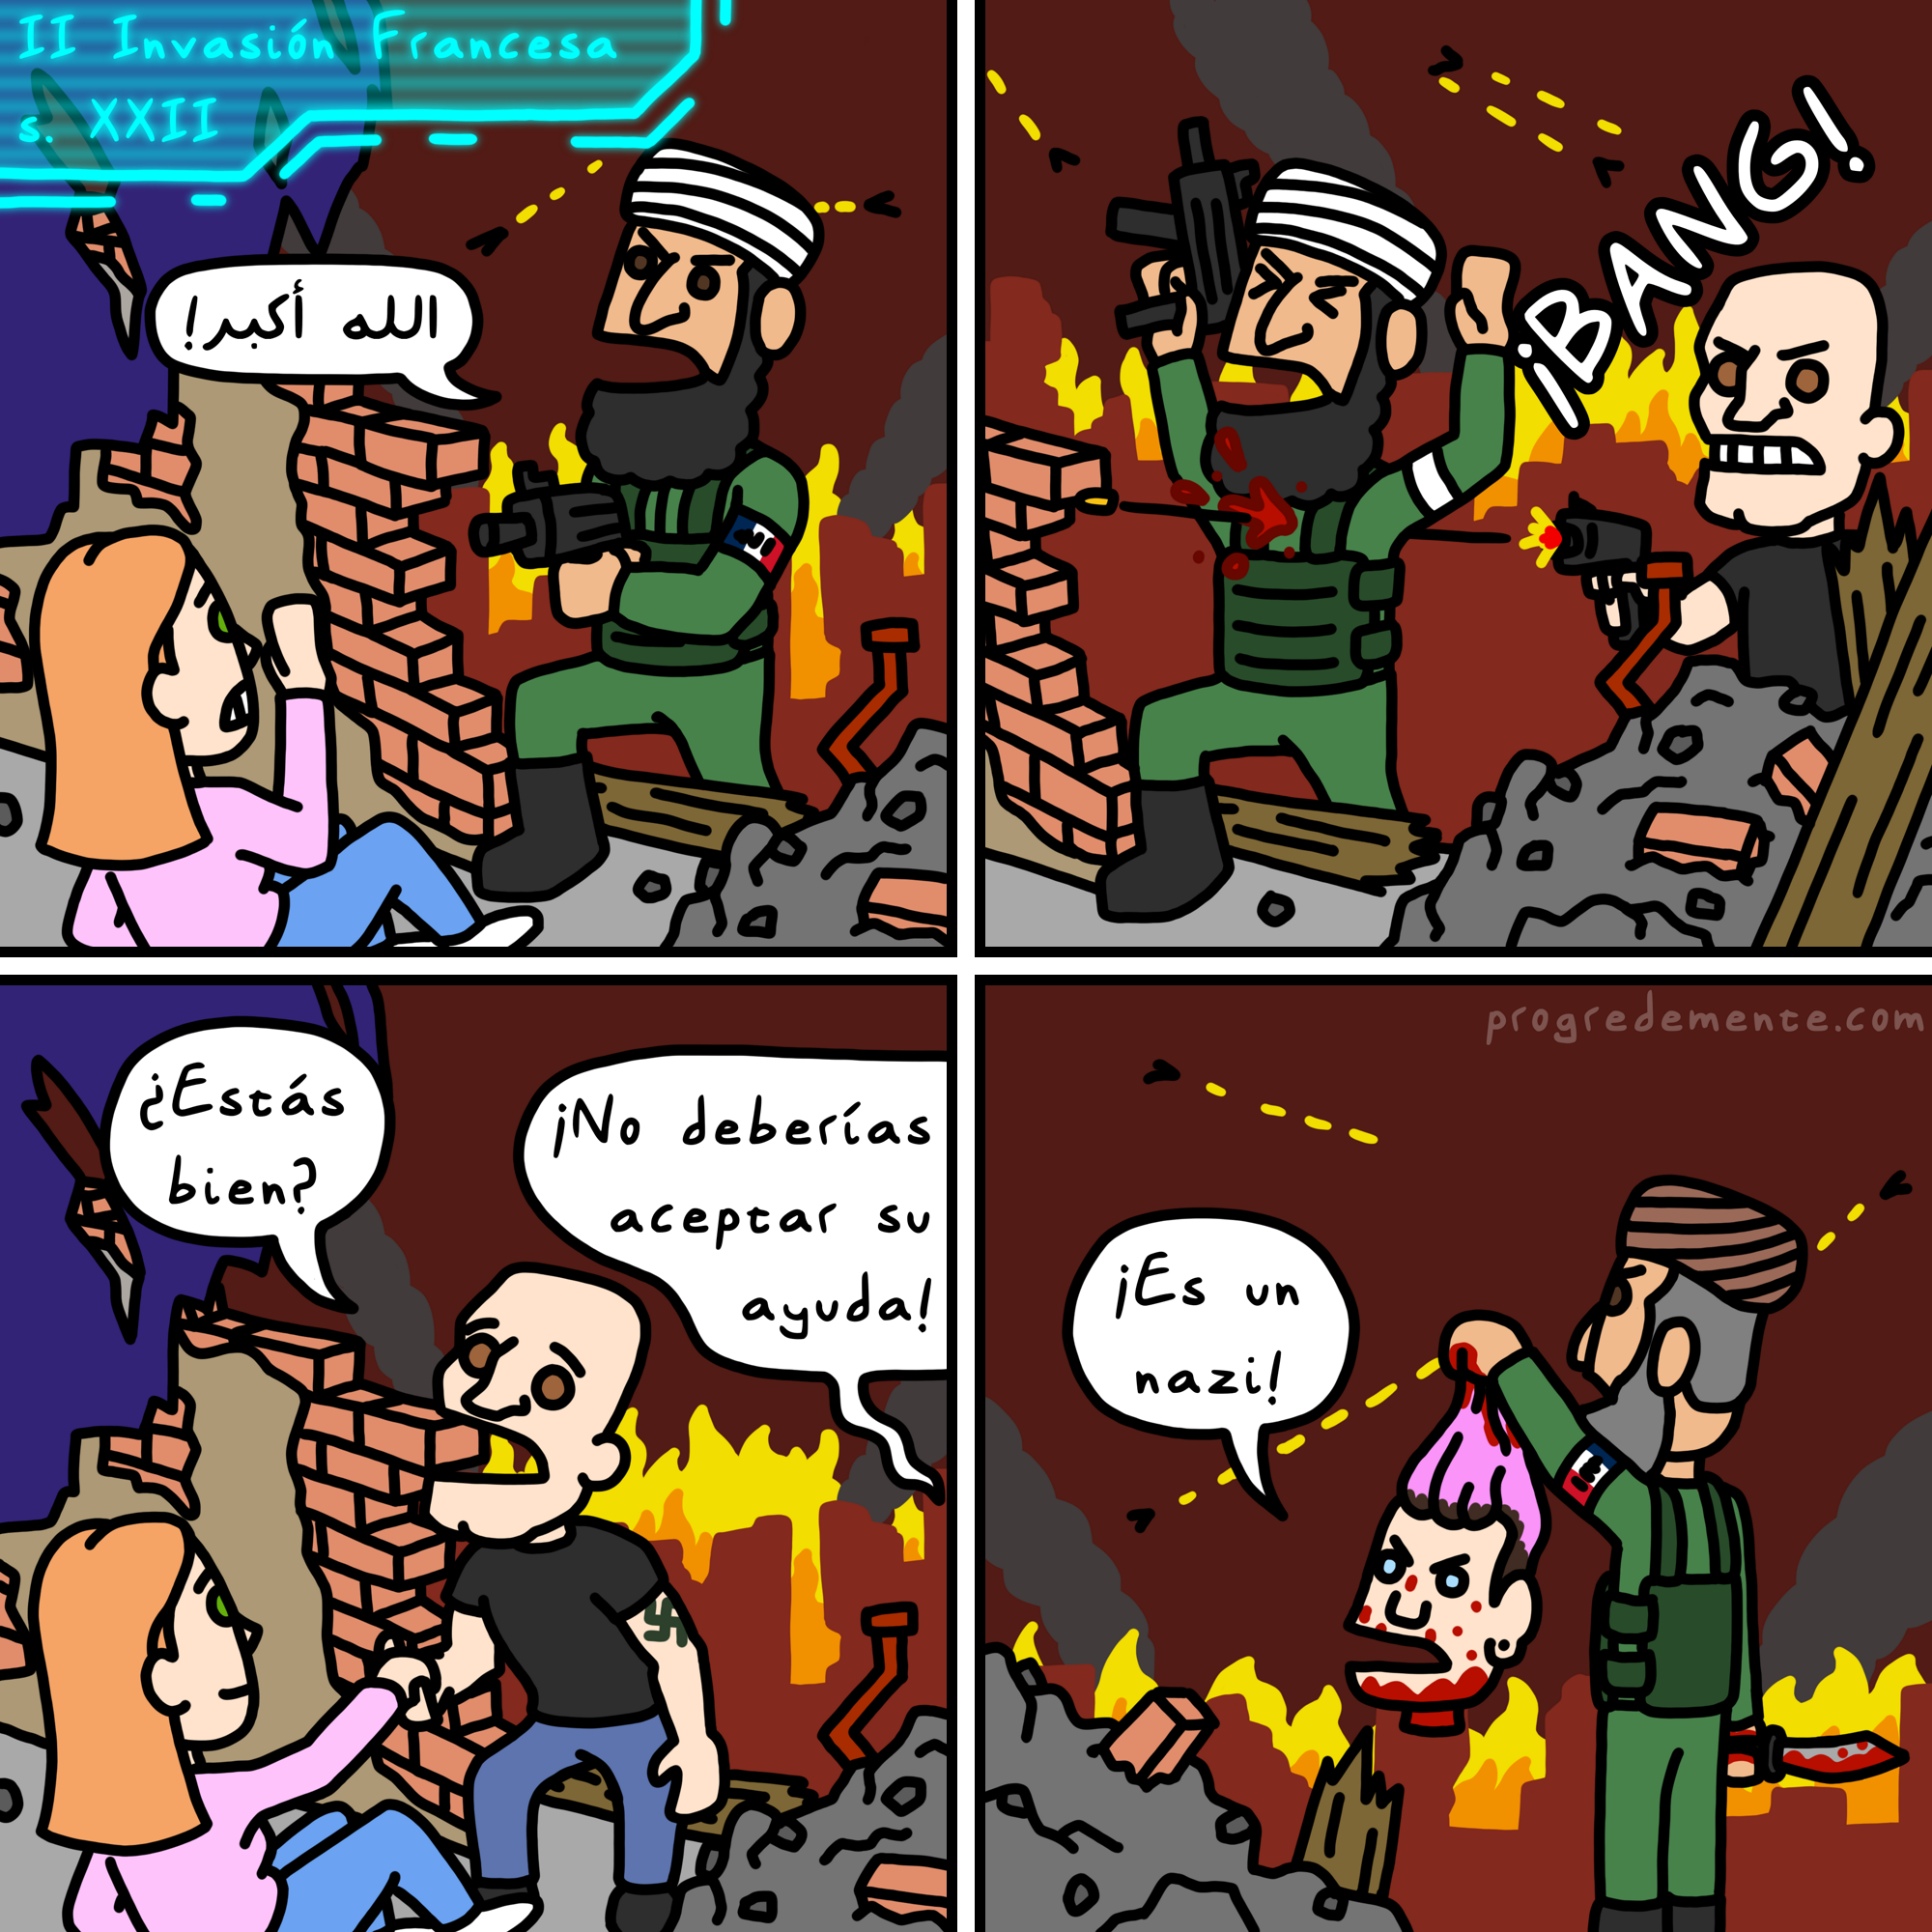 II Invasión Francesa
s. XXII
الله أكبر!
¡BANG!
¿Estás
bien?
¡No deberías
aceptar su
ayuda!
progredemente.com
¡Es un
nazi!